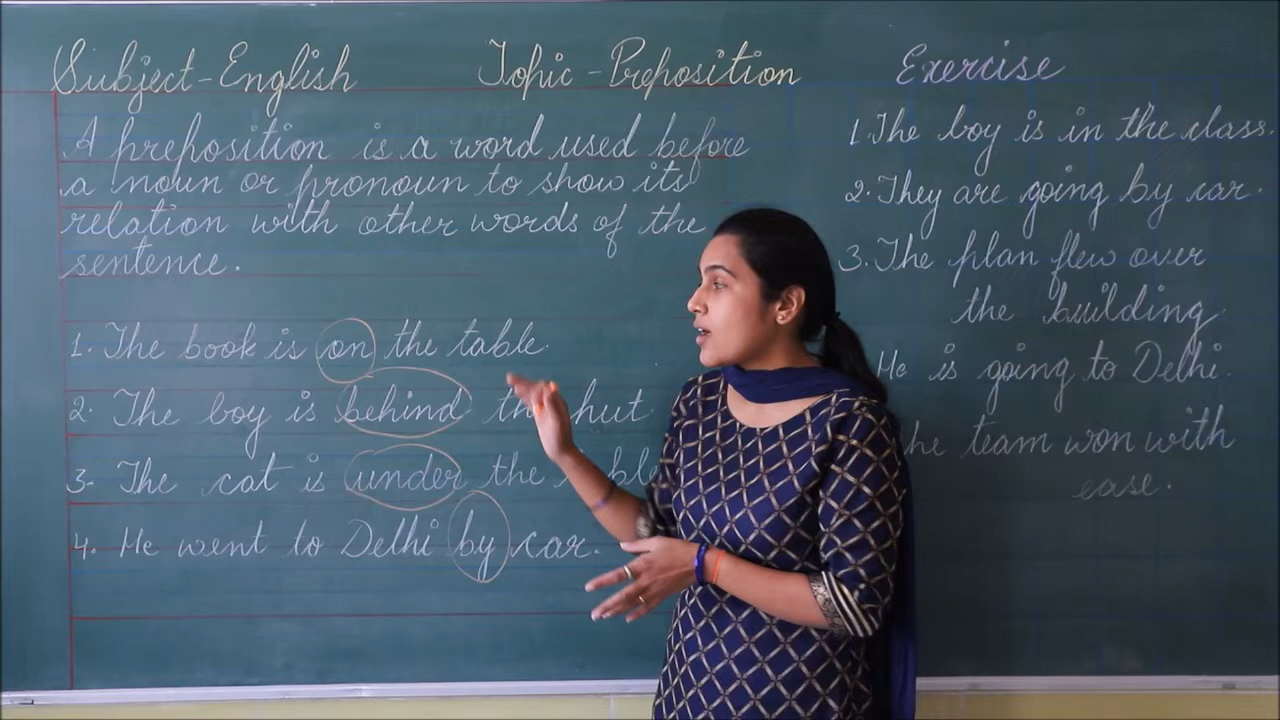 Subject-English
Topic-Preposition
A preposition is a word used before
a noun or pronoun to show its
relation with other words of the
sentence.
1. The book is on the table.
2. The boy is behind the hut
3. The cat is under the
4. He went to Delhi by car.
Exercise
1. The boy is in the class.
2. They are going by car.
3. The plan flew over
the building.
He is going to Delhi.
team won with
ease.